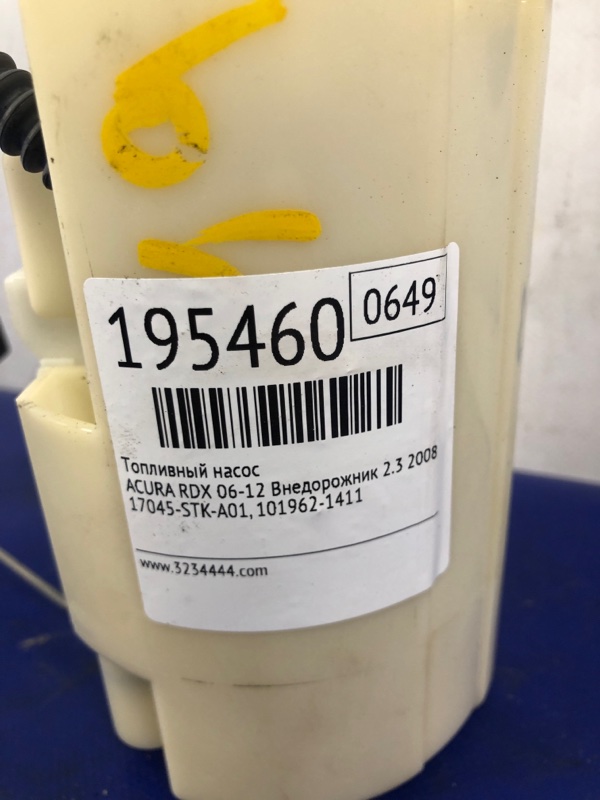 195460 0649
Топливный насос
ACURA RDX 06-12 Внедорожник 2.3 2008
17045-STK-A01, 101962-1411
www.3234444.com